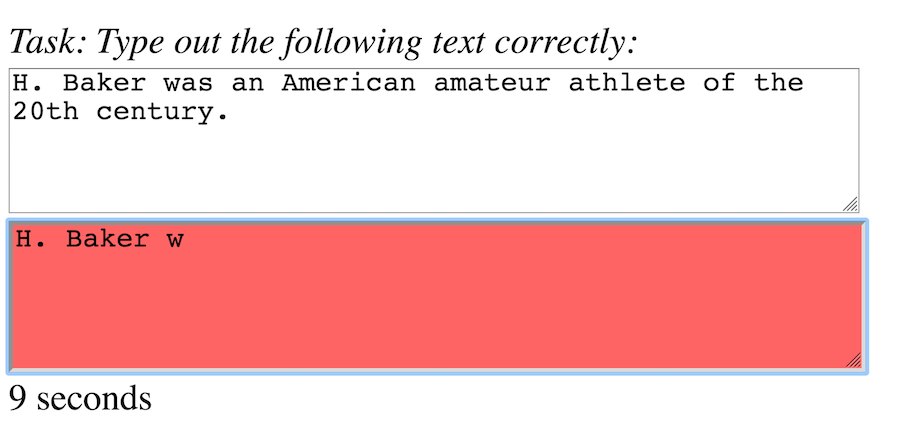 Task: Type out the following text correctly:
H. Baker was an American amateur athlete of the
20th century.
H. Baker w
9 seconds